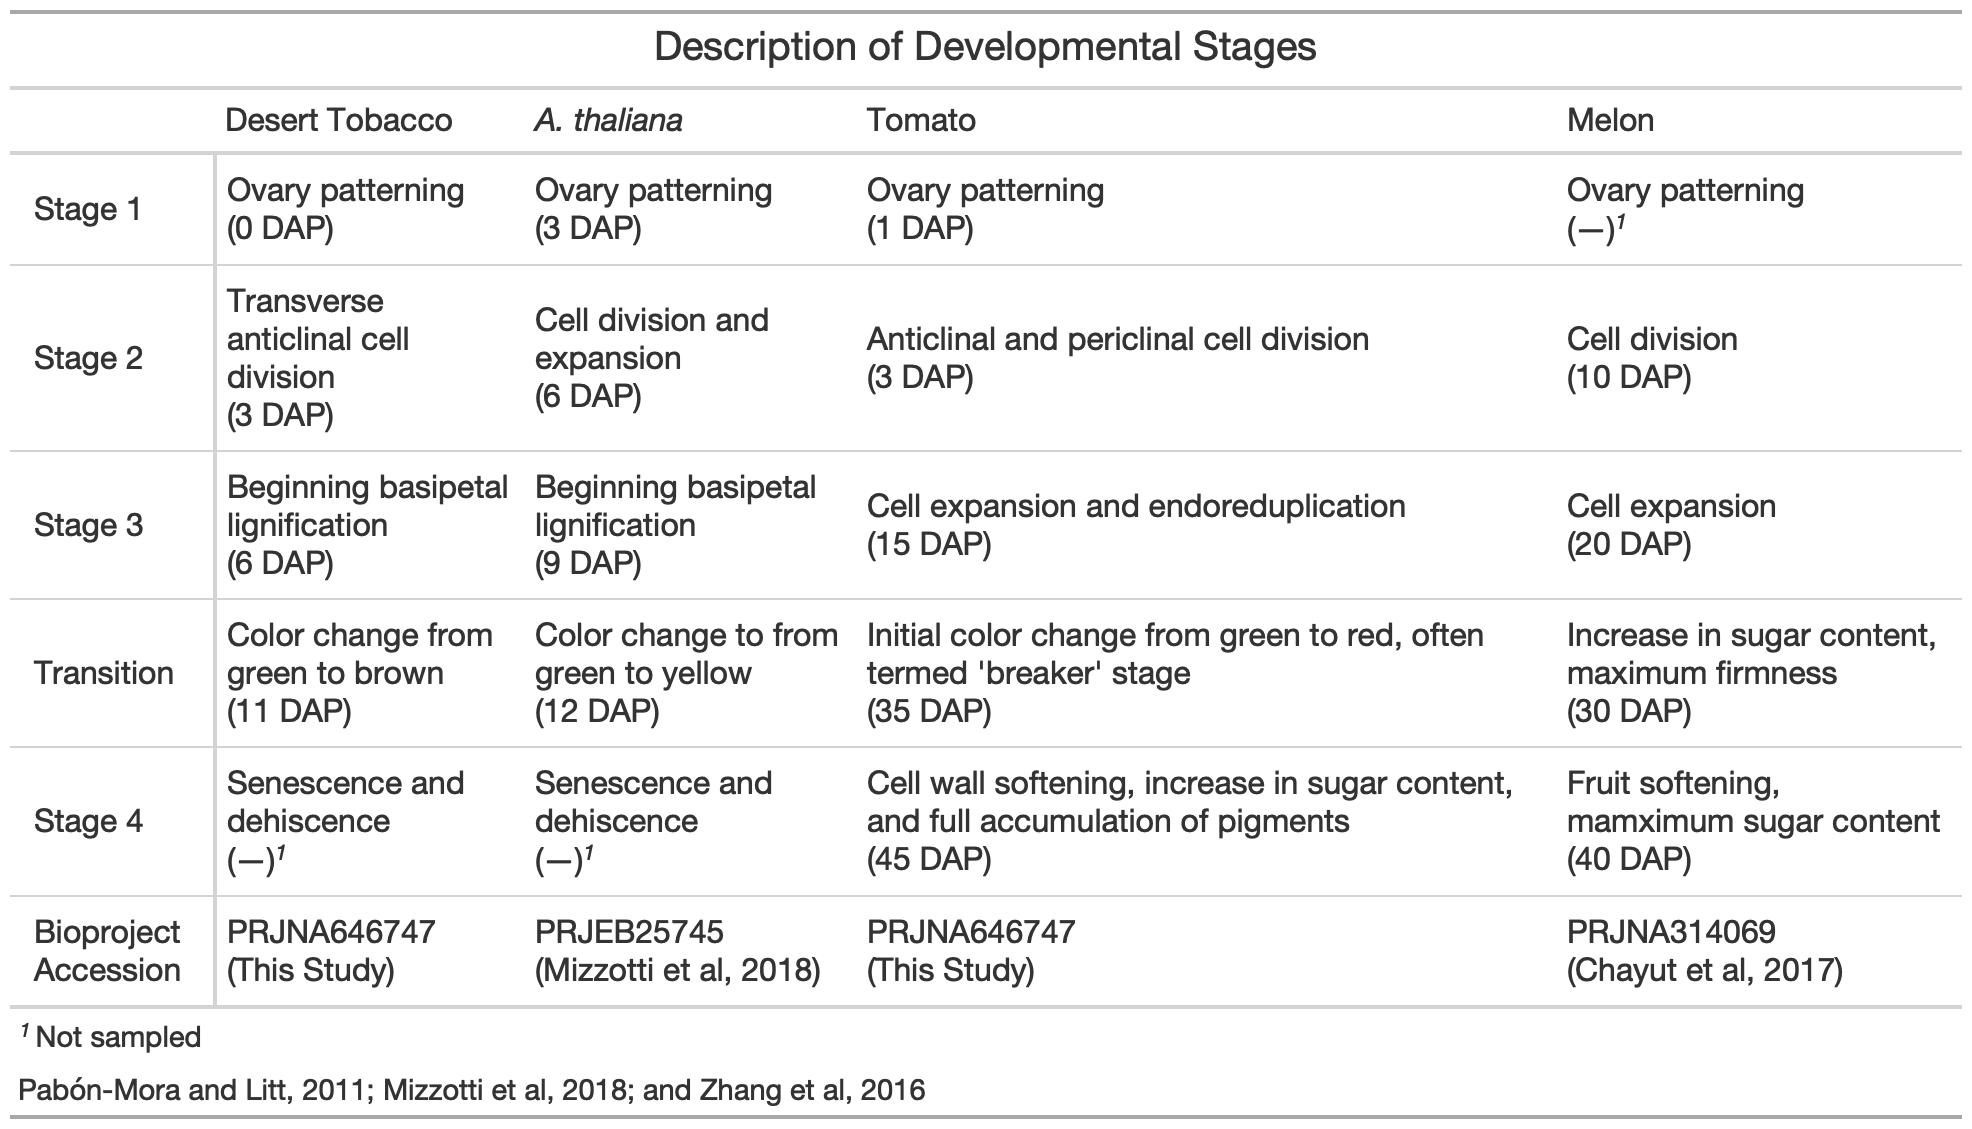 Description of Developmental Stages
Desert Tobacco A. thaliana Tomato Melon
Stage 1
Ovary patterning
(0 DAP)
Ovary patterning
(3 DAP)
Ovary patterning
(1 DAP)
Ovary patterning
(—)1
Stage 2
Transverse
anticlinal cell
division
(3 DAP)
Cell division and
expansion
(6 DAP)
Anticlinal and periclinal cell division
(3 DAP)
Cell division
(10 DAP)
Stage 3
Beginning basipetal
lignification
(6 DAP)
Beginning basipetal
lignification
(9 DAP)
Cell expansion and endoreduplication
(15 DAP)
Cell expansion
(20 DAP)
Transition
Color change from
green to brown
(11 DAP)
Color change to from
green to yellow
(12 DAP)
Initial color change from green to red, often
termed 'breaker' stage
(35 DAP)
Increase in sugar content,
maximum firmness
(30 DAP)
Stage 4
Senescence and
dehiscence
(—)1
Senescence and
dehiscence
(—)1
Cell wall softening, increase in sugar content,
and full accumulation of pigments
(45 DAP)
Fruit softening,
mamximum sugar content
(40 DAP)
Bioproject
Accession
PRJNA646747
(This Study)
PRJEB25745
(Mizzotti et al, 2018)
PRJNA646747
(This Study)
PRJNA314069
(Chayut et al, 2017)
1 Not sampled
Pabón-Mora and Litt, 2011; Mizzotti et al, 2018; and Zhang et al, 2016